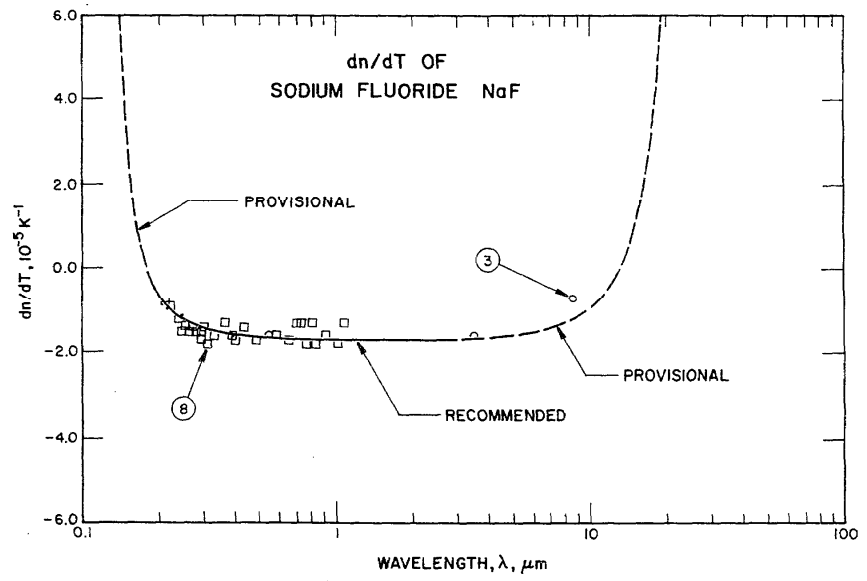 dn/dT OF
SODIUM FLUORIDE NaF
6.0
4.0
2.0
0.0
-2.0
-4.0
-6.0
dn/dT, 10⁻⁵ K⁻¹
PROVISIONAL
3
8
PROVISIONAL
RECOMMENDED
0.1
1
10
100
WAVELENGTH, λ, μm